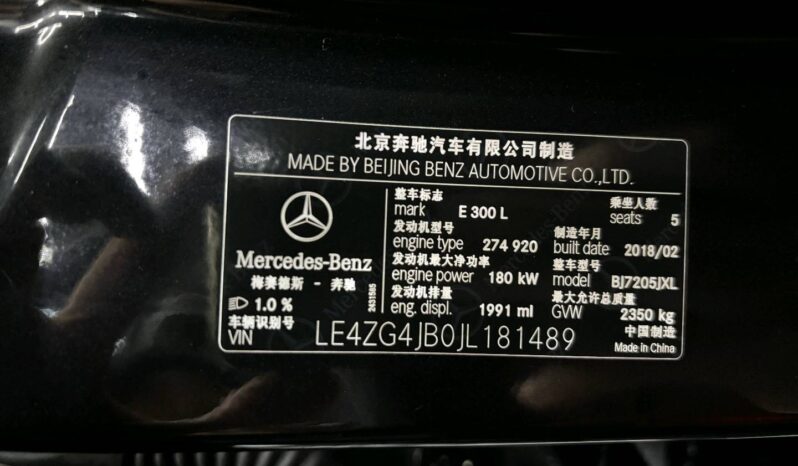 北京奔驰汽车有限公司制造
MADE BY BEIJING BENZ AUTOMOTIVE CO.,LTD.
Mercedes-Benz
梅赛德斯 - 奔驰
1.0 %
整车标志
mark E 300 L
乘坐人数
seats 5
发动机型号
engine type 274 920
制造年月
built date 2018/02
发动机最大净功率
engine power 180 kW
整车型号
model BJ7205JXL
发动机排量
eng. displ. 1991 ml
最大允许总质量
GVW 2350 kg
车辆识别号
VIN LE4ZG4JB0JL181489
中国制造
Made in China